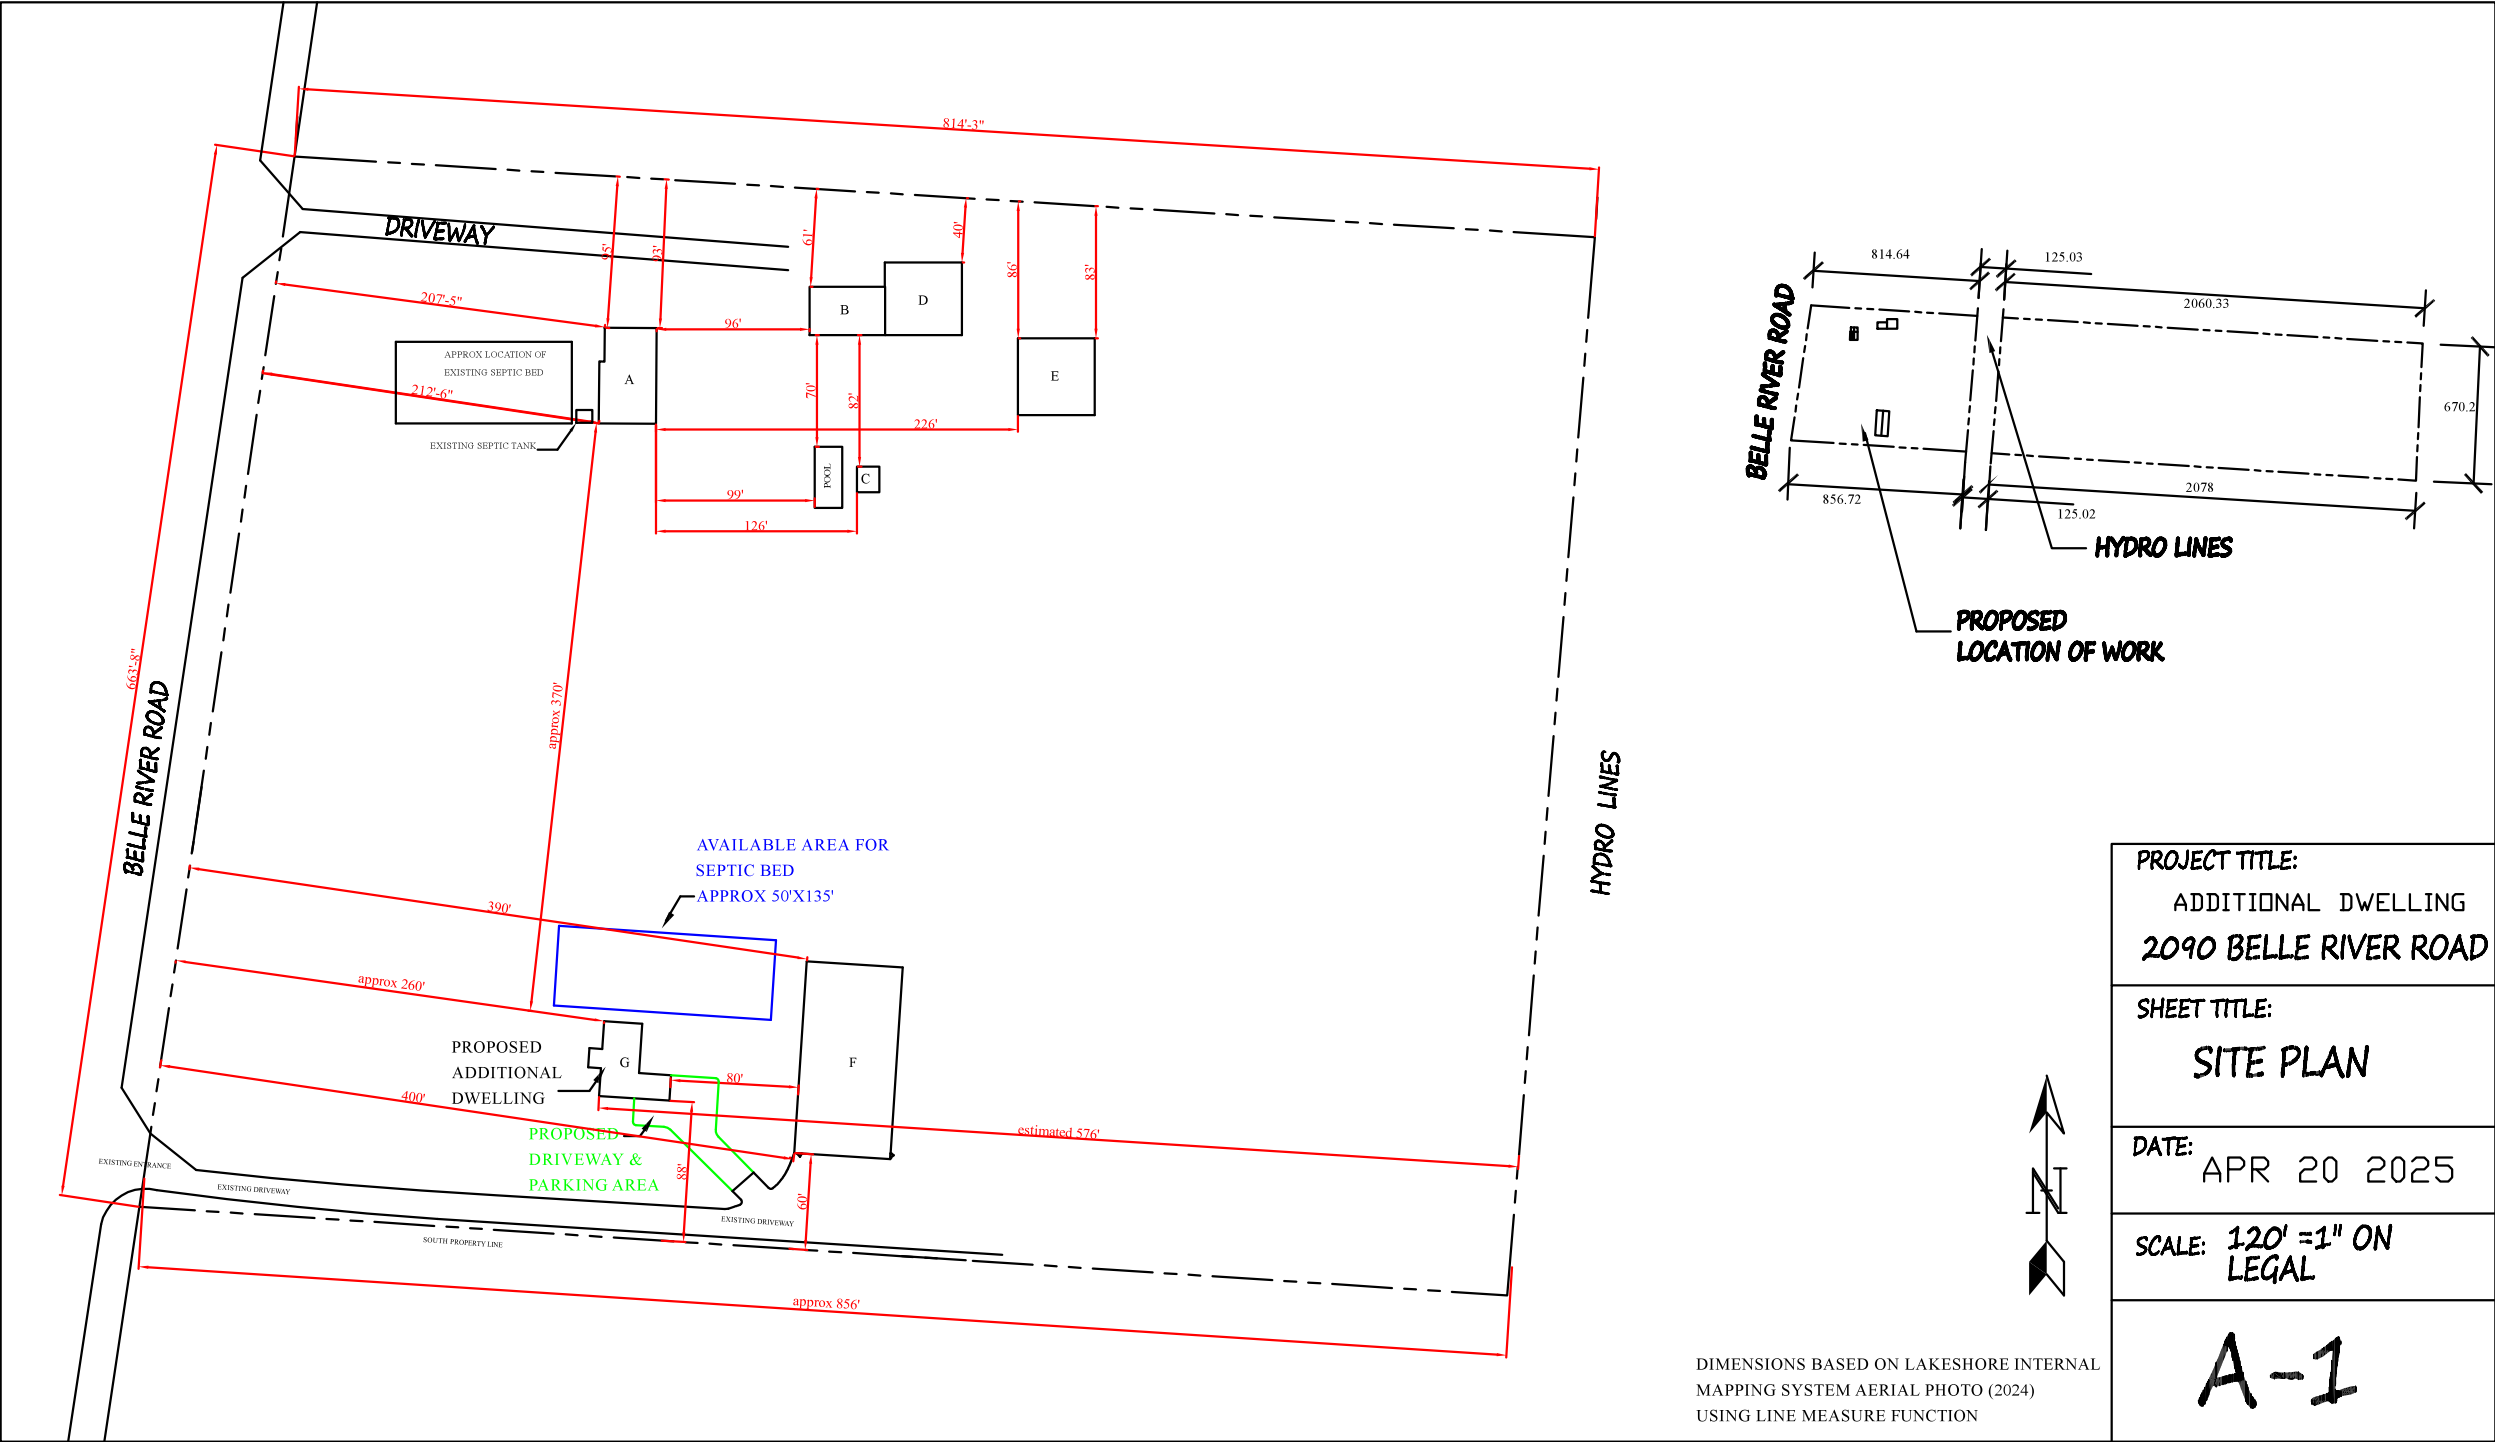 814'-3"
DRIVEWAY
95'
93'
61'
40'
86'
83'
207'-5"
96'
B
D
APPROX LOCATION OF
EXISTING SEPTIC BED
212'-6"
A
E
70'
82'
226'
EXISTING SEPTIC TANK
POOL
C
99'
126'
663'-8"
BELLE RIVER ROAD
approx 370'
HYDRO LINES
AVAILABLE AREA FOR
SEPTIC BED
APPROX 50'X135'
390'
approx 260'
PROPOSED
ADDITIONAL
DWELLING
G
F
80'
400'
estimated 576'
PROPOSED
DRIVEWAY &
PARKING AREA
88'
60'
EXISTING ENTRANCE
EXISTING DRIVEWAY
EXISTING DRIVEWAY
SOUTH PROPERTY LINE
approx 856'
814.64
125.03
2060.33
BELLE RIVER ROAD
670.2
856.72
2078
125.02
HYDRO LINES
PROPOSED
LOCATION OF WORK
N
DIMENSIONS BASED ON LAKESHORE INTERNAL
MAPPING SYSTEM AERIAL PHOTO (2024)
USING LINE MEASURE FUNCTION
PROJECT TITLE:
ADDITIONAL DWELLING
2090 BELLE RIVER ROAD
SHEET TITLE:
SITE PLAN
DATE:
APR 20 2025
SCALE: 120' =1" ON
LEGAL
A-1